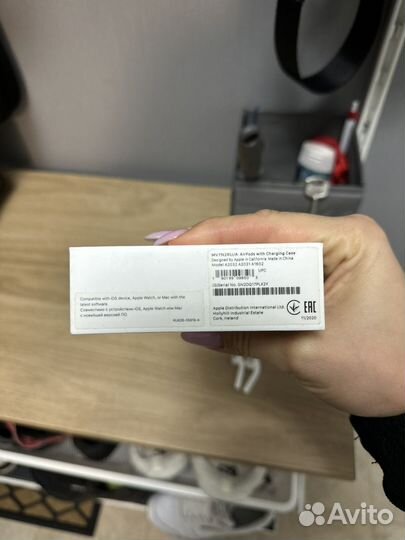 Compatible with iOS device, Apple Watch, or Mac with the
latest software.
Совместимо с устройством iOS, Apple Watch или Mac
с новейшей версией ПО.
MV7N2RU/A AirPods with Charging Case
Designed by Apple in California Made in China
Model A2032 A2031 A1602
UPC
Apple Distribution International Ltd.
Hollyhill Industrial Estate
Cork, Ireland
EAC
11/2020
Avito